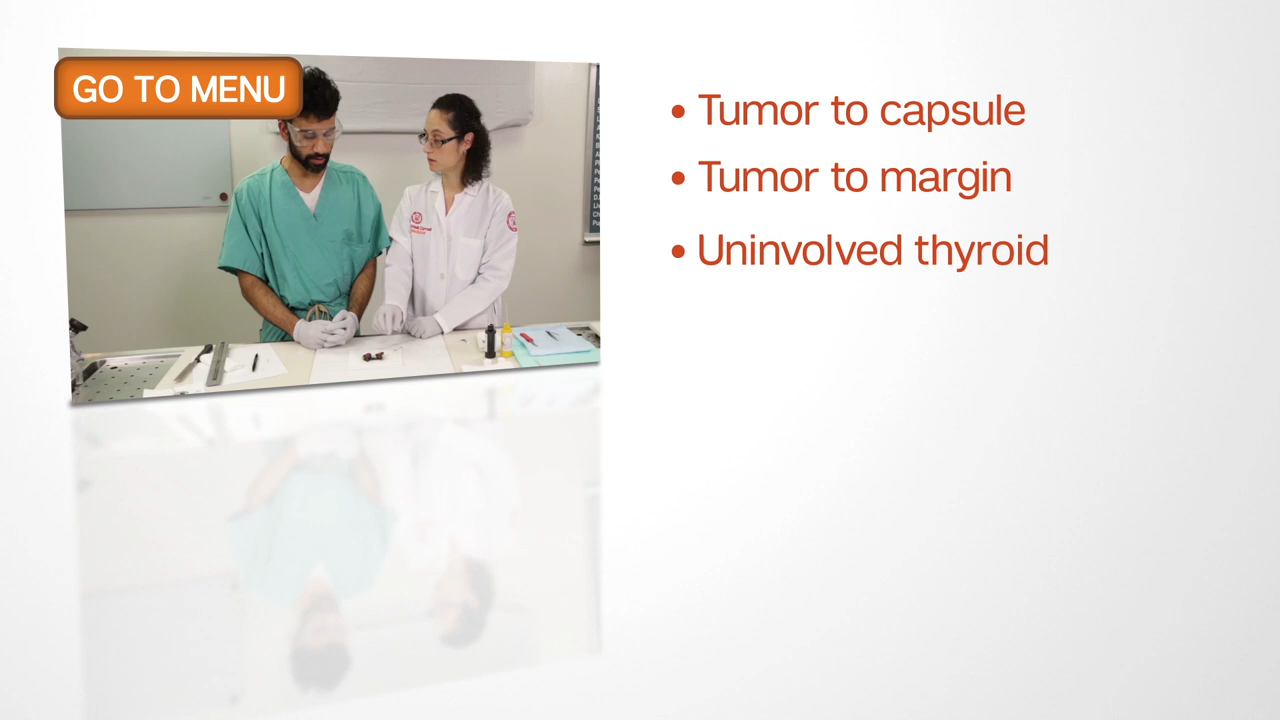 GO TO MENU
• Tumor to capsule
• Tumor to margin
• Uninvolved thyroid